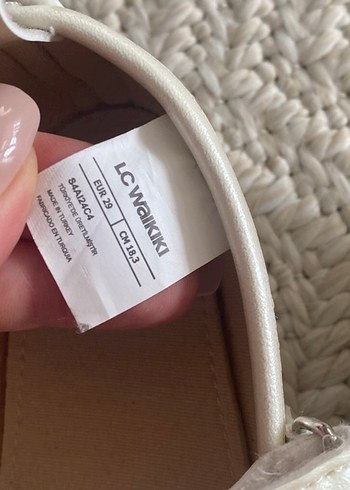 LC WAIKIKI
EUR 29
CM 18,3
S4AI24C4
TÜRKİYE'DE ÜRETİLMİŞTİR
MADE IN TURKEY
FABRICADO EN TURQUIA